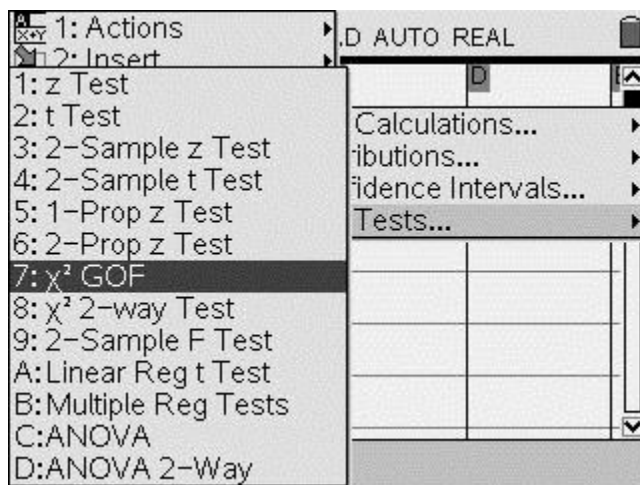 1: Actions
.D AUTO REAL
2: Insert
D
1: z Test
2: t Test
3: 2-Sample z Test
4: 2-Sample t Test
5: 1-Prop z Test
6: 2-Prop z Test
7: χ² GOF
8: χ² 2-way Test
9: 2-Sample F Test
A:Linear Reg t Test
B:Multiple Reg Tests
C:ANOVA
D:ANOVA 2-Way
Calculations...
ributions...
fidence Intervals...
Tests...